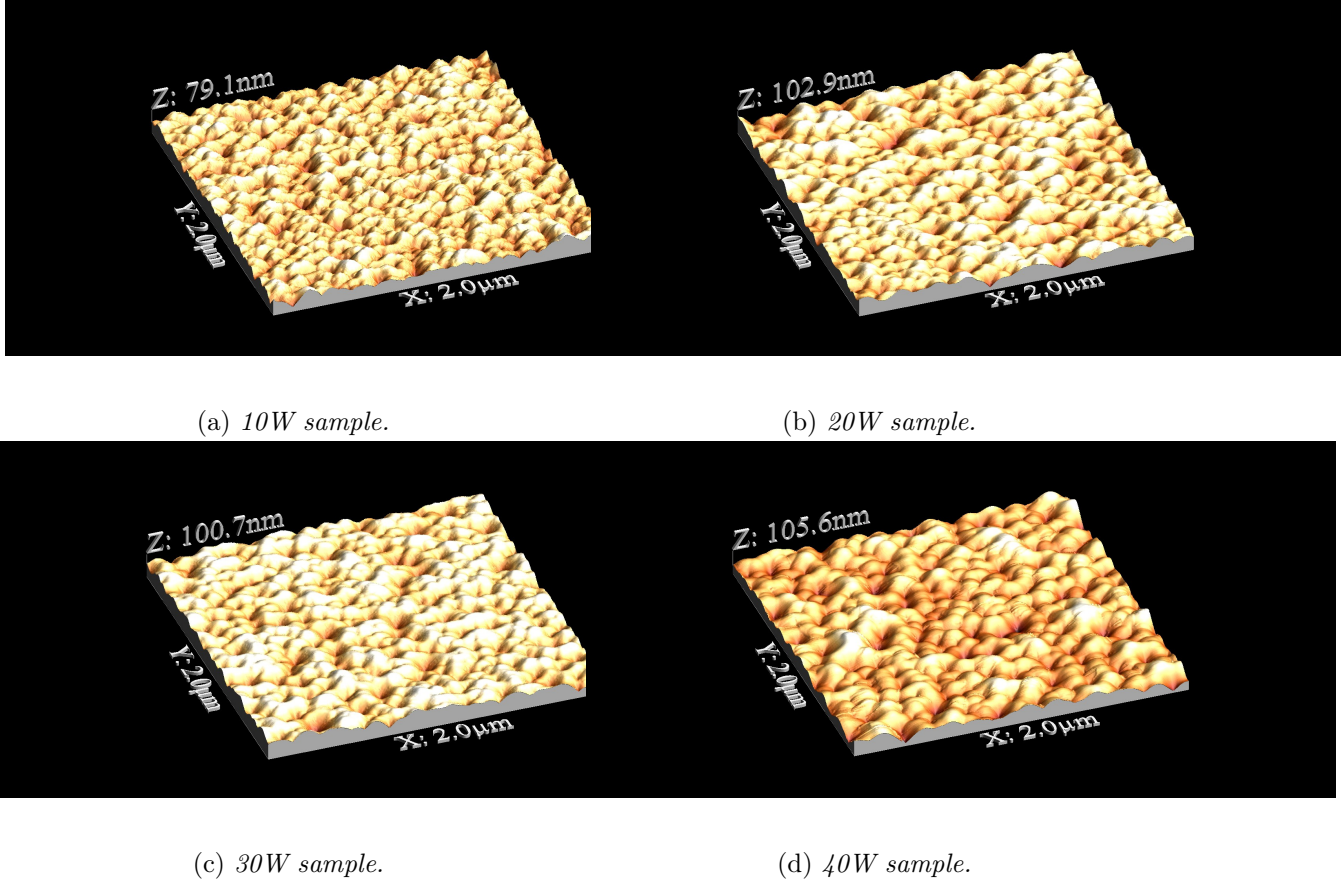 Z: 79.1nm
Y: 2.0µm
X: 2.0µm
Z: 102.9nm
Y: 2.0µm
X: 2.0µm
(a) 10W sample.
(b) 20W sample.
Z: 100.7nm
Y: 2.0µm
X: 2.0µm
Z: 105.6nm
Y: 2.0µm
X: 2.0µm
(c) 30W sample.
(d) 40W sample.